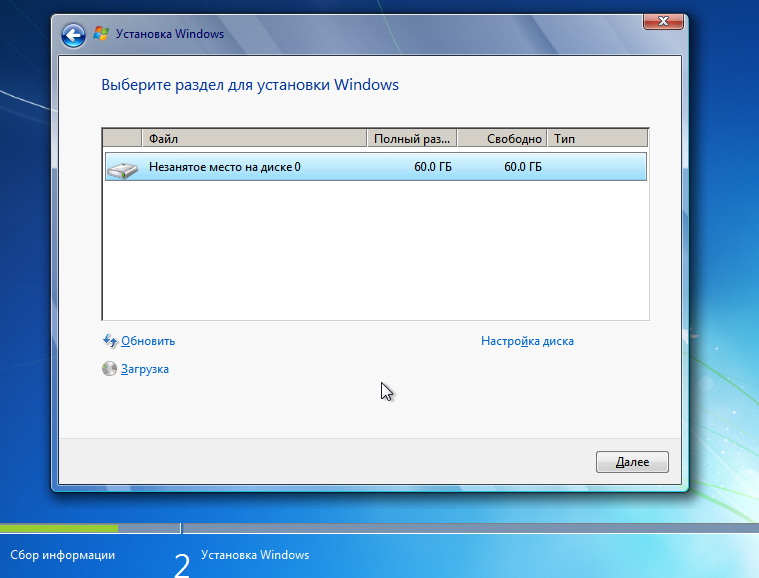 Установка Windows
Выберите раздел для установки Windows
Файл Полный раз... Свободно Тип
Незанятое место на диске 0 60.0 ГБ 60.0 ГБ
Обновить Настройка диска
Загрузка
Далее
Сбор информации 2 Установка Windows